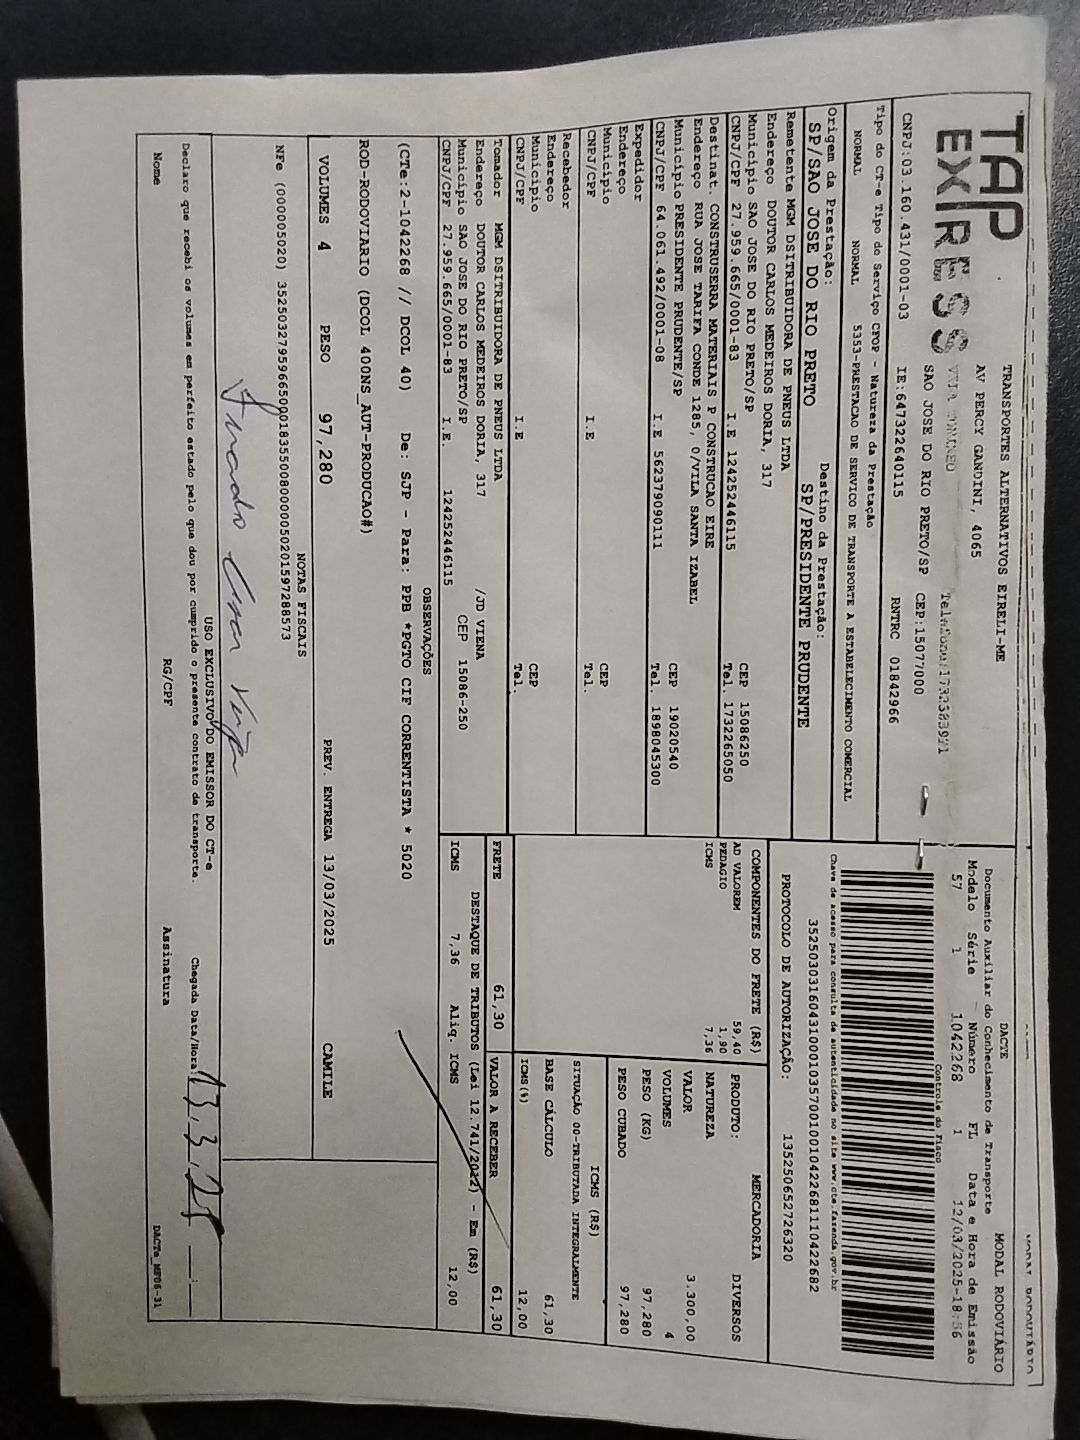 TAP
EXPRESS
TRANSPORTES ALTERNATIVOS EIRELI-ME
AV PERCY GANDINI, 4065
SAO JOSE DO RIO PRETO/SP CEP:15077000
CNPJ:03.160.431/0001-03 IE:647322640115 RNTRC 01842966
Tipo do CT-e Tipo do Serviço CFOP - Natureza da Prestação
NORMAL NORMAL 5353-PRESTACAO DE SERVICO DE TRANSPORTE A ESTABELECIMENTO COMERCIAL
Origem da Prestação: Destino da Prestação:
SP/SAO JOSE DO RIO PRETO SP/PRESIDENTE PRUDENTE
Remetente MGM DSITRIBUIDORA DE PNEUS LTDA
Endereço DOUTOR CARLOS MEDEIROS DORIA, 317
Município SAO JOSE DO RIO PRETO/SP CEP 15086250
CNPJ/CPF 27.959.665/0001-83 I.E 124252446115 Tel. 1732265050
Destinat. CONSTRUSERRA MATERIAIS P CONSTRUCAO EIRE
Endereço RUA JOSE TARIFA CONDE 1285, 0/VILA SANTA IZABEL
Município PRESIDENTE PRUDENTE/SP CEP 19020540
CNPJ/CPF 64.061.492/0001-08 I.E 562379090111 Tel. 1898045300
Expedidor
Endereço
Município CEP
CNPJ/CPF I.E Tel.
Recebedor
Endereço
Município CEP
CNPJ/CPF I.E Tel.
Tomador MGM DSITRIBUIDORA DE PNEUS LTDA
Endereço DOUTOR CARLOS MEDEIROS DORIA, 317 /JD VIENA
Município SAO JOSE DO RIO PRETO/SP CEP 15086-250
CNPJ/CPF 27.959.665/0001-83 I.E. 124252446115
MODAL RODOVIÁRIO
DACTE MODAL RODOVIÁRIO
Documento Auxiliar do Conhecimento de Transporte
Modelo Série Número FL Data e Hora de Emissão
57 1 1042268 1 12/03/2025-18:56
Controle do Fisco
Chave de acesso para consulta de autenticidade no site www.cte.fazenda.gov.br
35250303160431000103570010010422681110422682
PROTOCOLO DE AUTORIZAÇÃO: 135250652726320
COMPONENTES DO FRETE (R$)
AD VALOREM 59,40
PEDAGIO 1,90
ICMS 7,36
MERCADORIA
PRODUTO: DIVERSOS
NATUREZA
VALOR 3.300,00
VOLUMES 4
PESO (KG) 97,280
PESO CUBADO 97,280
ICMS (R$)
SITUAÇÃO 00-TRIBUTADA INTEGRALMENTE
BASE CÁLCULO 61,30
ICMS(%) 12,00
FRETE 61,30 VALOR A RECEBER 61,30
DESTAQUE DE TRIBUTOS (Lei 12.741/2012) - Em (R$)
ICMS 7,36 Aliq. ICMS 12,00
OBSERVAÇÕES
(CTe:2-1042268 // DCOL 40) De: SJP - Para: PPB *PGTO CIF CORRENTISTA * 5020
ROD-RODOVIARIO (DCOL 400NS_AUT-PRODUCAO#)
VOLUMES 4 PESO 97,280 PREV. ENTREGA 13/03/2025 CAMILE
NOTAS FISCAIS
NFe (000005020) 35250327959665000183550080000050201597288573
USO EXCLUSIVO DO EMISSOR DO CT-e
Declaro que recebi os volumes em perfeito estado pelo que dou por cumprido o presente contrato de transporte. Chegada Data/Hora: 13 3 25 :
Nome RG/CPF Assinatura
DACTe_MF06-31